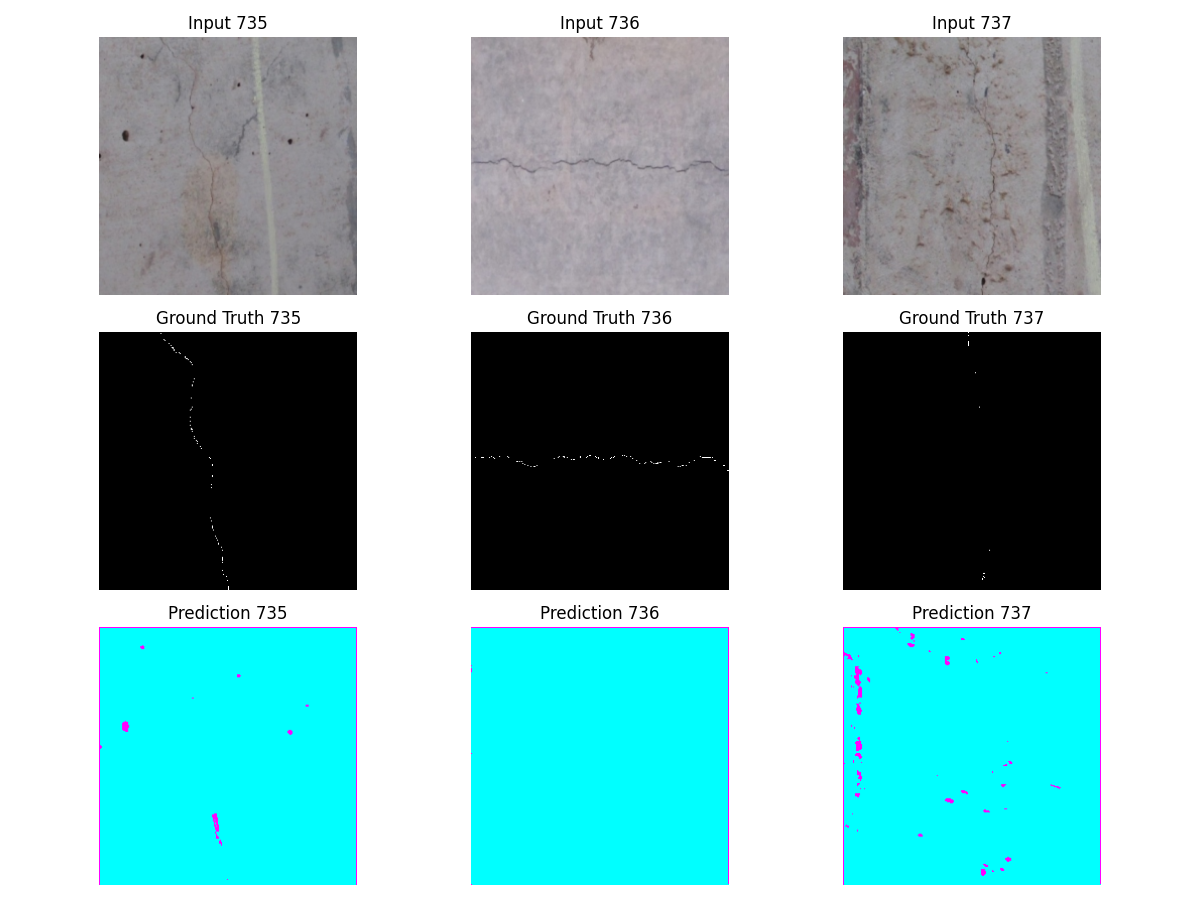 Input 735
Input 736
Input 737
Ground Truth 735
Ground Truth 736
Ground Truth 737
Prediction 735
Prediction 736
Prediction 737